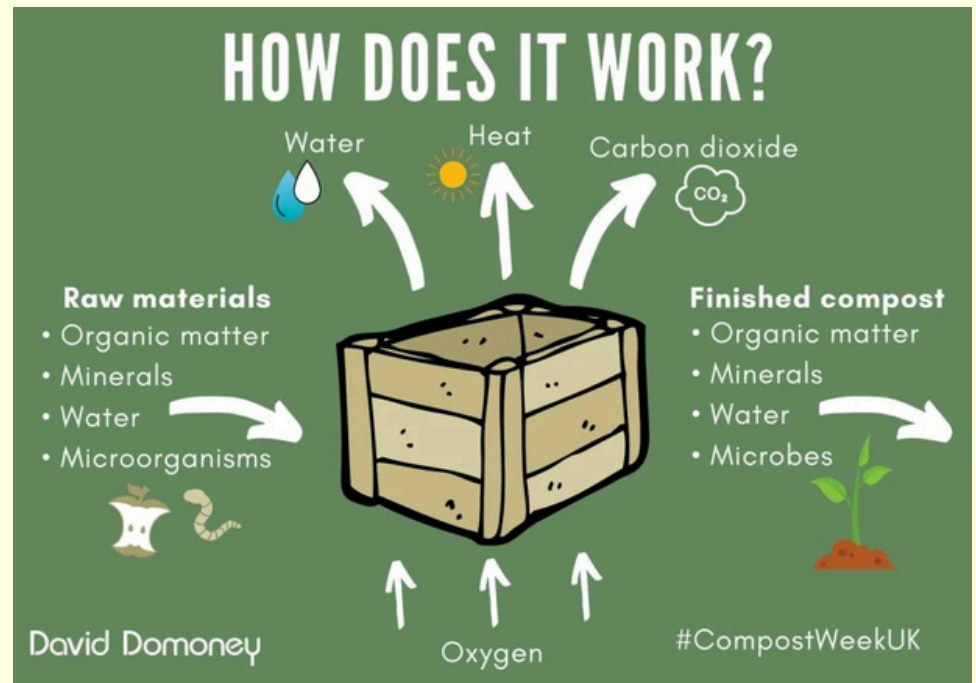 HOW DOES IT WORK?
Water
Heat
Carbon dioxide
CO₂
Raw materials
• Organic matter
• Minerals
• Water
• Microorganisms
Finished compost
• Organic matter
• Minerals
• Water
• Microbes
Oxygen
David Domoney
#CompostWeekUK